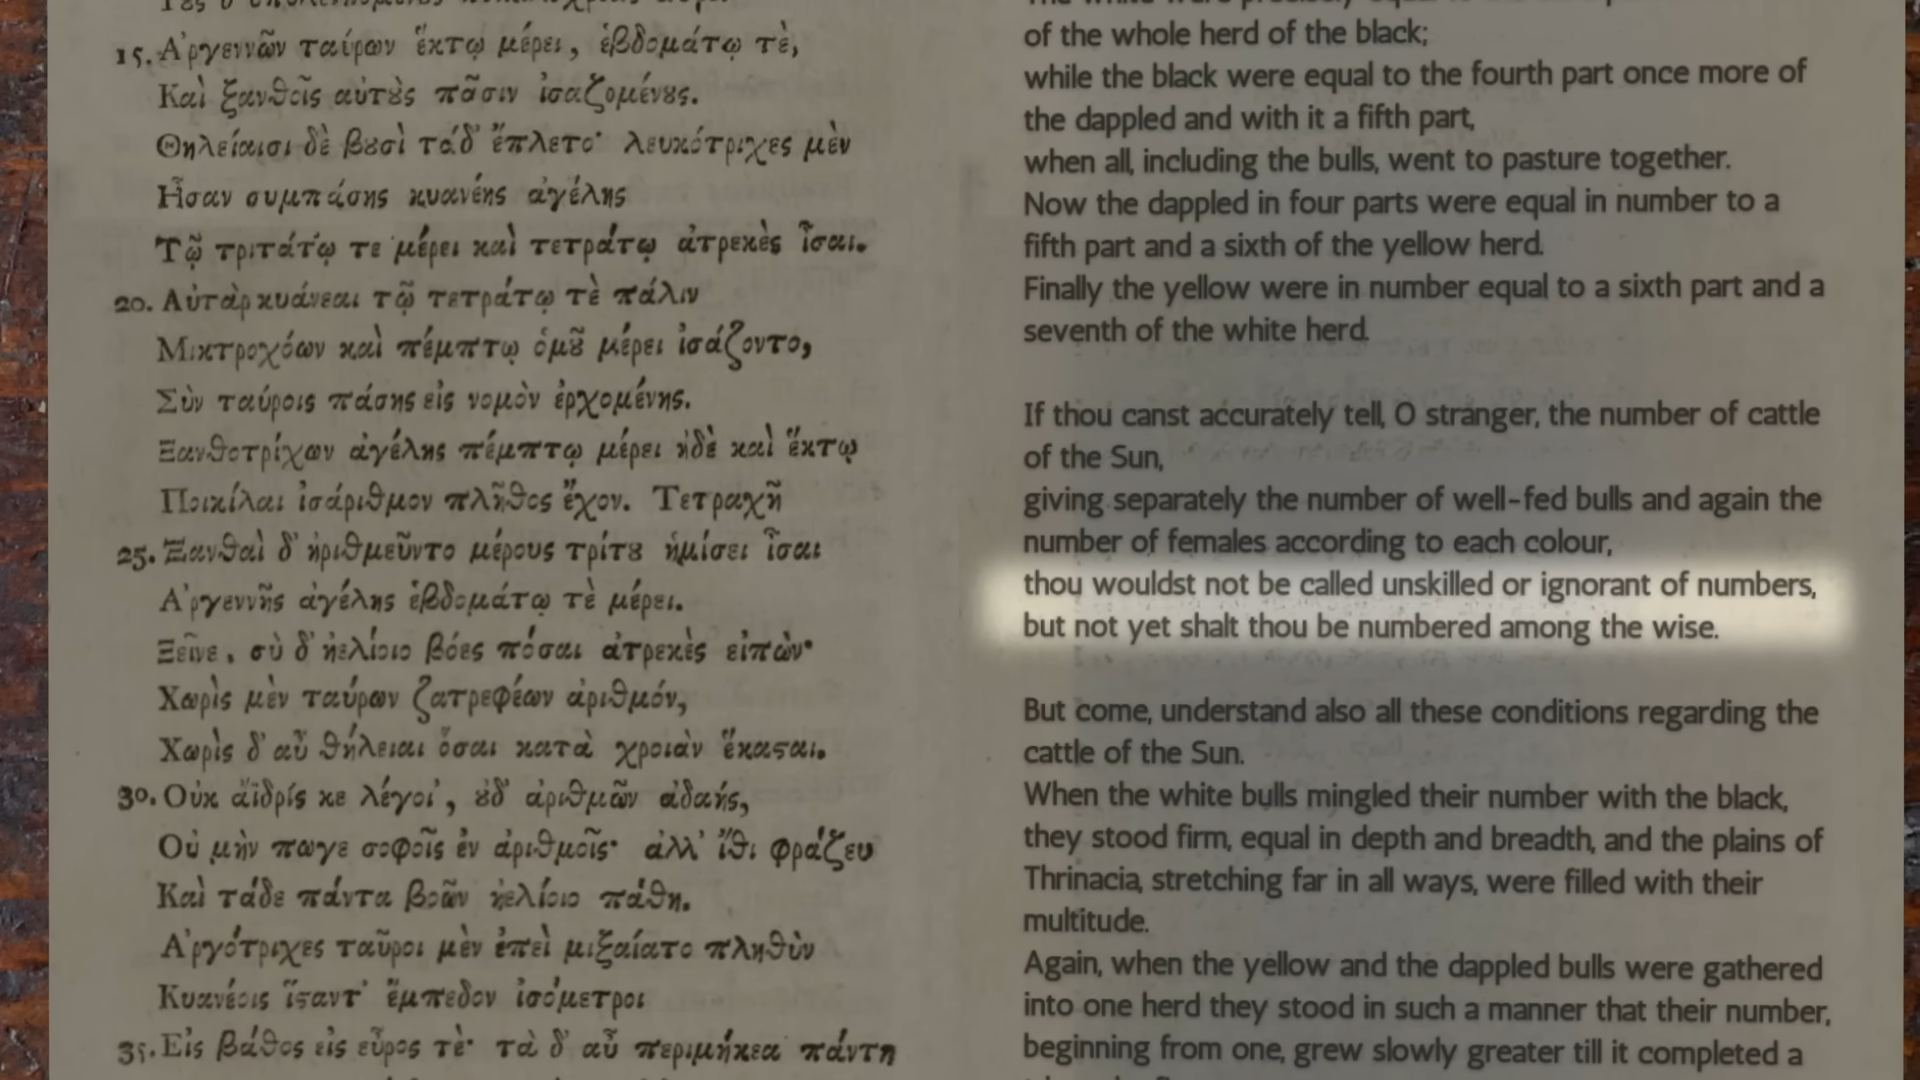 15. Ἀργεννῶν ταύρων ἕκτῳ μέρει, ἑβδομάτῳ τὲ,
Καὶ ξανθοῖς αὐτȣ̀ς πᾶσιν ἰσαζομένȣς.
Θηλείαισι δὲ βȣσὶ τάδ' ἔπλετο· λευκότριχες μὲν
Ἦσαν συμπάσης κυανέης ἀγέλης
Τῷ τριτάτῳ τε μέρει καὶ τετράτῳ ἀτρεκὲς ἶσαι.
20. Αὐτὰρ κυάνεαι τῷ τετράτῳ τὲ πάλιν
Μικτροχόων καὶ πέμπτῳ ὁμȣ͂ μέρει ἰσάζοντο,
Σὺν ταύροις πάσης εἰς νομὸν ἐρχομένης.
Ξανθοτρίχων ἀγέλης πέμπτῳ μέρει ἠδὲ καὶ ἕκτῳ
Ποικίλαι ἰσάριθμον πλῆθος ἔχον. Τετραχῆ
25. Ξανθαὶ δ' ἠριθμεῦντο μέρους τρίτȣ ἡμίσει ἶσαι
Ἀργεννῆς ἀγέλης ἑβδομάτῳ τὲ μέρει.
Ξεῖνε, σὺ δ' ἠελίοιο βόες πόσαι ἀτρεκὲς εἰπὼν·
Χωρὶς μὲν ταύρων ζατρεφέων ἀριθμόν,
Χωρὶς δ' αὖ θήλειαι ὅσαι κατὰ χροιὰν ἕκαϛαι.
30. Οὐκ ἄϊδρίς κε λέγοι', ȣ̓δ' ἀριθμῶν ἀδαής,
Οὐ μὴν πωγε σοφοῖς ἐν ἀριθμοῖς· ἀλλ' ἴθι φράζευ
Καὶ τάδε πάντα βοῶν ἠελίοιο πάθη.
Ἀργότριχες ταῦροι μὲν ἐπεὶ μιξαίατο πληθὺν
Κυανέοις ἵϛαντ' ἔμπεδον ἰσόμετροι
35. Εἰς βάθος εἰς εὖρος τὲ· τὰ δ' αὖ περιμήκεα πάντη
of the whole herd of the black;
while the black were equal to the fourth part once more of
the dappled and with it a fifth part,
when all, including the bulls, went to pasture together.
Now the dappled in four parts were equal in number to a
fifth part and a sixth of the yellow herd.
Finally the yellow were in number equal to a sixth part and a
seventh of the white herd.
If thou canst accurately tell, O stranger, the number of cattle
of the Sun,
giving separately the number of well-fed bulls and again the
number of females according to each colour,
thou wouldst not be called unskilled or ignorant of numbers,
but not yet shalt thou be numbered among the wise.
But come, understand also all these conditions regarding the
cattle of the Sun.
When the white bulls mingled their number with the black,
they stood firm, equal in depth and breadth, and the plains of
Thrinacia, stretching far in all ways, were filled with their
multitude.
Again, when the yellow and the dappled bulls were gathered
into one herd they stood in such a manner that their number,
beginning from one, grew slowly greater till it completed a